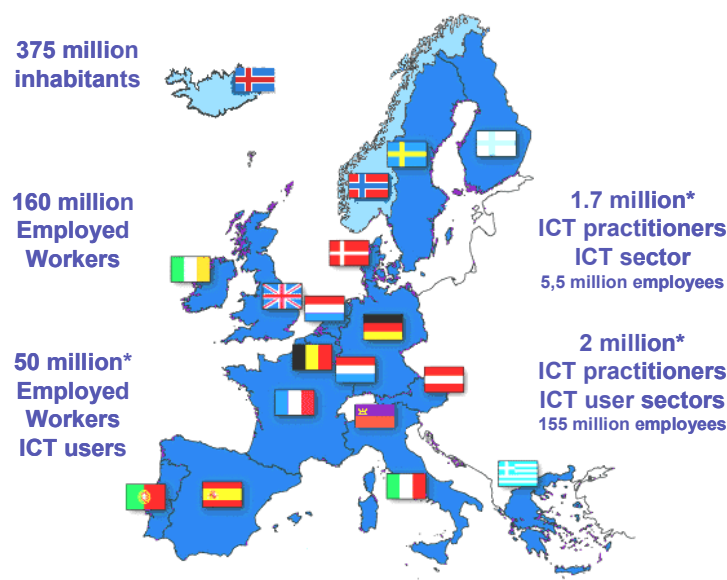 375 million
inhabitants
160 million
Employed
Workers
50 million*
Employed
Workers
ICT users
1.7 million*
ICT practitioners
ICT sector
5,5 million employees
2 million*
ICT practitioners
ICT user sectors
155 million employees